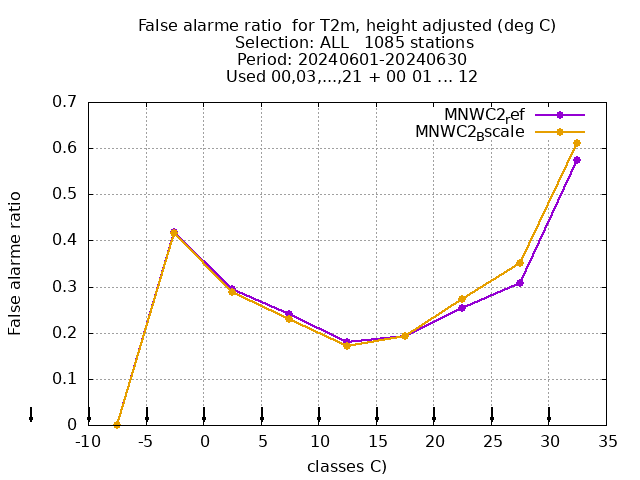 False alarme ratio  for T2m, height adjusted (deg C)
Selection: ALL   1085 stations
Period: 20240601-20240630
Used 00,03,...,21 + 00 01 ... 12
MNWC2ref
MNWC2Bscale
0.7
0.6
0.5
0.4
0.3
0.2
0.1
0
False alarme ratio
-10 -5 0 5 10 15 20 25 30 35
classes C)